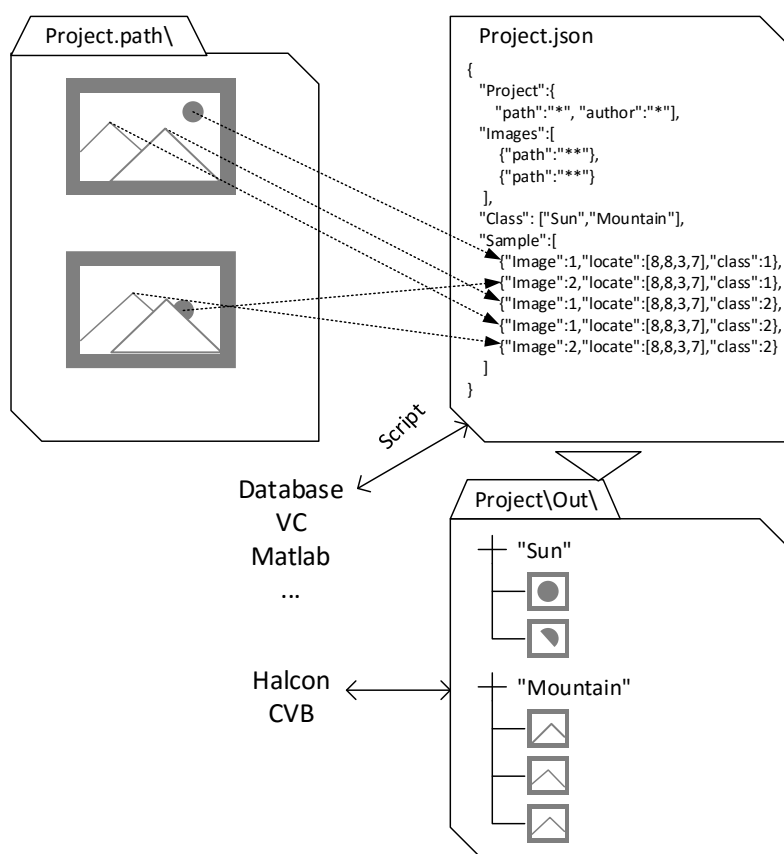 Project.path\
Project.json
{
"Project":{
"path":"*", "author":"*"],
"Images":[
{"path":"**"},
{"path":"**"}
],
"Class": ["Sun","Mountain"],
"Sample":[
{"Image":1,"locate":[8,8,3,7],"class":1},
{"Image":2,"locate":[8,8,3,7],"class":1},
{"Image":1,"locate":[8,8,3,7],"class":2},
{"Image":1,"locate":[8,8,3,7],"class":2},
{"Image":2,"locate":[8,8,3,7],"class":2}
]
}
Script
Database
VC
Matlab
...
Project\Out\
"Sun"
Halcon
CVB
"Mountain"